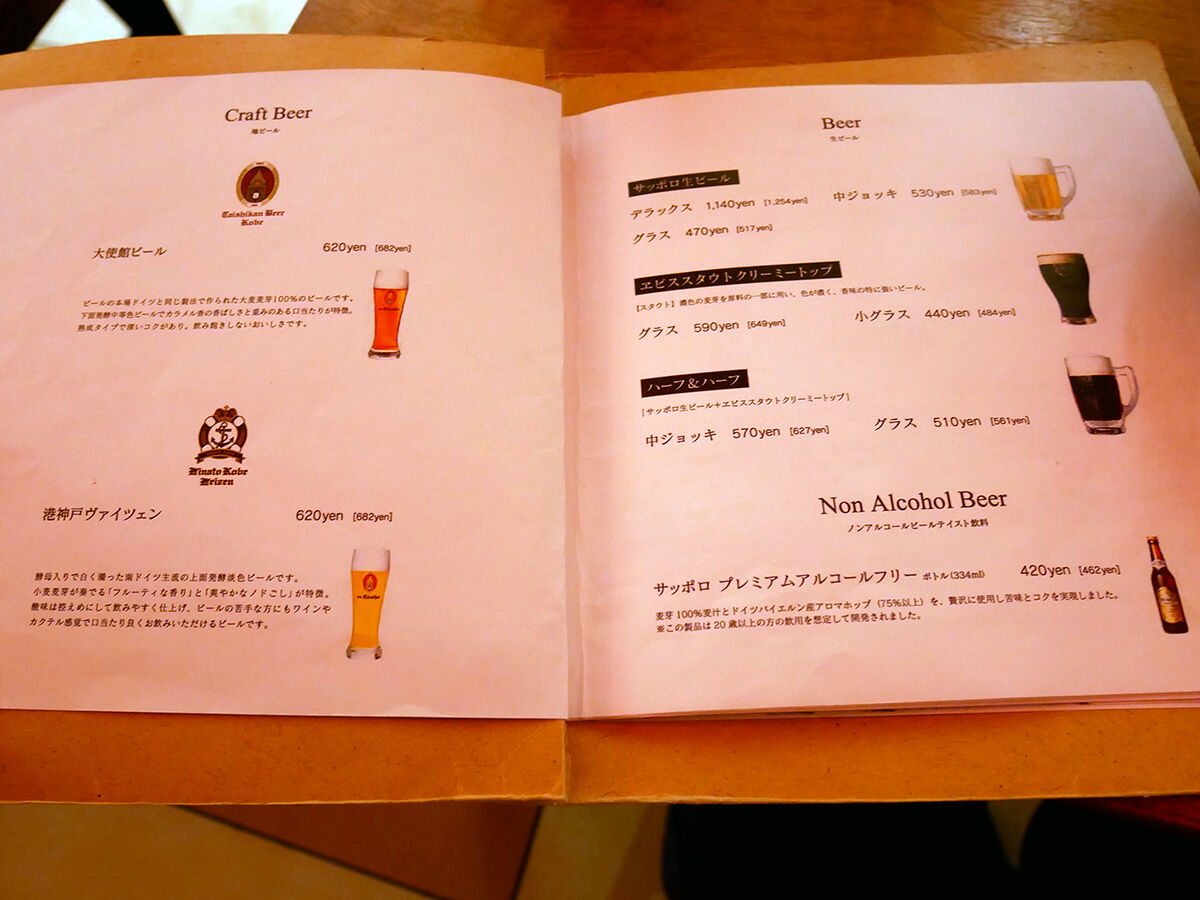 Craft Beer
地ビール
Taishikan Beer
Kobe
大使館ビール 620yen [682yen]
ビールの本場ドイツと同じ製法で作られた大麦麦芽100%のビールです。
下面発酵中等色ビールでカラメル香の香ばしさと重みのある口当たりが特徴。
熟成タイプで深いコクがあり、飲み飽きしないおいしさです。
Minato Kobe
Weizen
港神戸ヴァイツェン 620yen [682yen]
酵母入りで白く濁った南ドイツ主流の上面発酵淡色ビールです。
小麦麦芽が奏でる「フルーティな香り」と「爽やかなノドごし」が特徴。
酸味は控えめにして飲みやすく仕上げ、ビールの苦手な方にもワインや
カクテル感覚で口当たり良くお飲みいただけるビールです。
Beer
生ビール
サッポロ生ビール
デラックス 1,140yen [1,254yen] 中ジョッキ 530yen [583yen]
グラス 470yen [517yen]
ヱビススタウトクリーミートップ
【スタウト】濃色の麦芽を原料の一部に用い、色が濃く、香味の特に強いビール。
グラス 590yen [649yen] 小グラス 440yen [484yen]
ハーフ&ハーフ
[サッポロ生ビール+ヱビススタウトクリーミートップ]
中ジョッキ 570yen [627yen] グラス 510yen [561yen]
Non Alcohol Beer
ノンアルコールビールテイスト飲料
サッポロ プレミアムアルコールフリー ボトル(334ml) 420yen [462yen]
麦芽100%麦汁とドイツバイエルン産アロマホップ(75%以上)を、贅沢に使用し苦味とコクを実現しました。
※この製品は20歳以上の方の飲用を想定して開発されました。